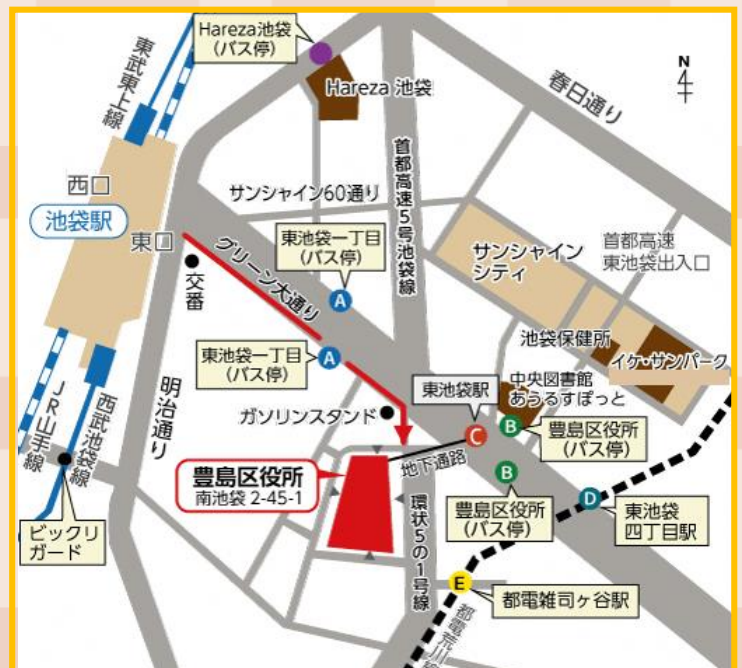 Hareza池袋
(バス停)
N
4
東武東上線
Hareza 池袋
春日通り
首都高速5号池袋線
西口
サンシャイン60通り
池袋駅
東池袋一丁目
(バス停)
東口
サンシャイン
シティ
首都高速
東池袋出入口
A
グリーン大通り
交番
池袋保健所
イケ・サンパーク
東池袋一丁目
(バス停)
A
東池袋駅
中央図書館
あうるすぽっと
明治通り
JR山手線
西武池袋線
ガソリンスタンド
C
B
豊島区役所
(バス停)
豊島区役所
南池袋 2-45-1
地下通路
B
環状5の1号線
豊島区役所
(バス停)
D
東池袋
四丁目駅
ビックリ
ガード
E
都電雑司ヶ谷駅
都電荒川線